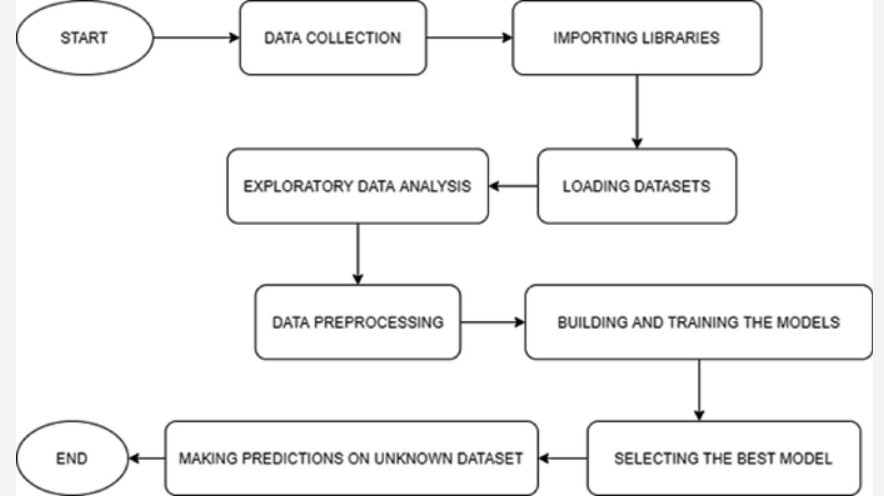 START
DATA COLLECTION
IMPORTING LIBRARIES
LOADING DATASETS
EXPLORATORY DATA ANALYSIS
DATA PREPROCESSING
BUILDING AND TRAINING THE MODELS
SELECTING THE BEST MODEL
MAKING PREDICTIONS ON UNKNOWN DATASET
END